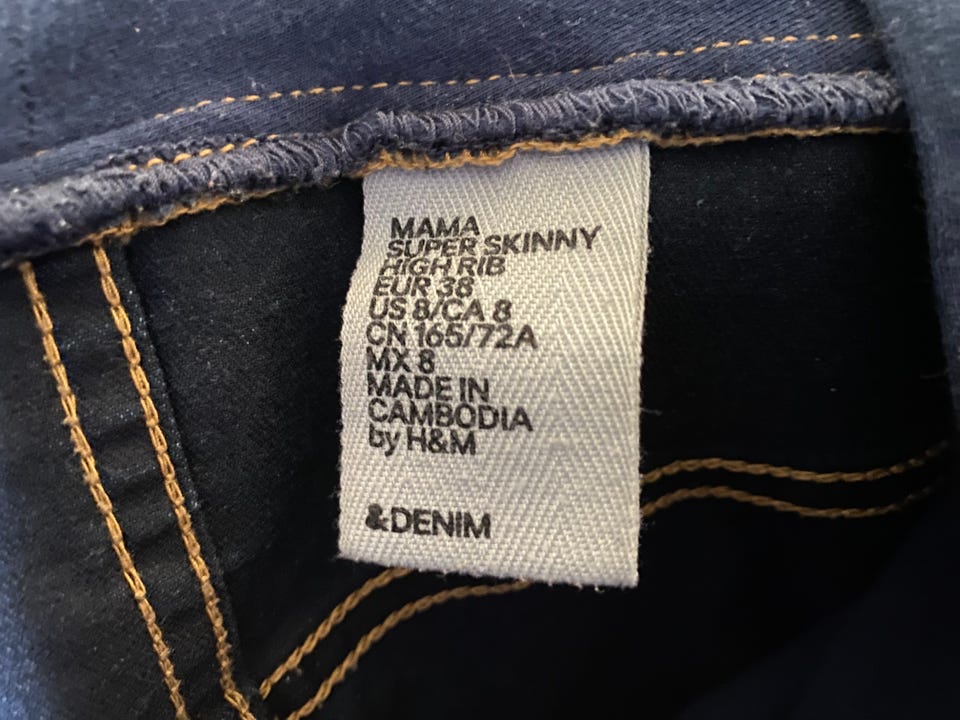 MAMA
SUPER SKINNY
HIGH RIB
EUR 38
US 8/CA 8
CN 165/72A
MX 8
MADE IN
CAMBODIA
by H&M
&DENIM